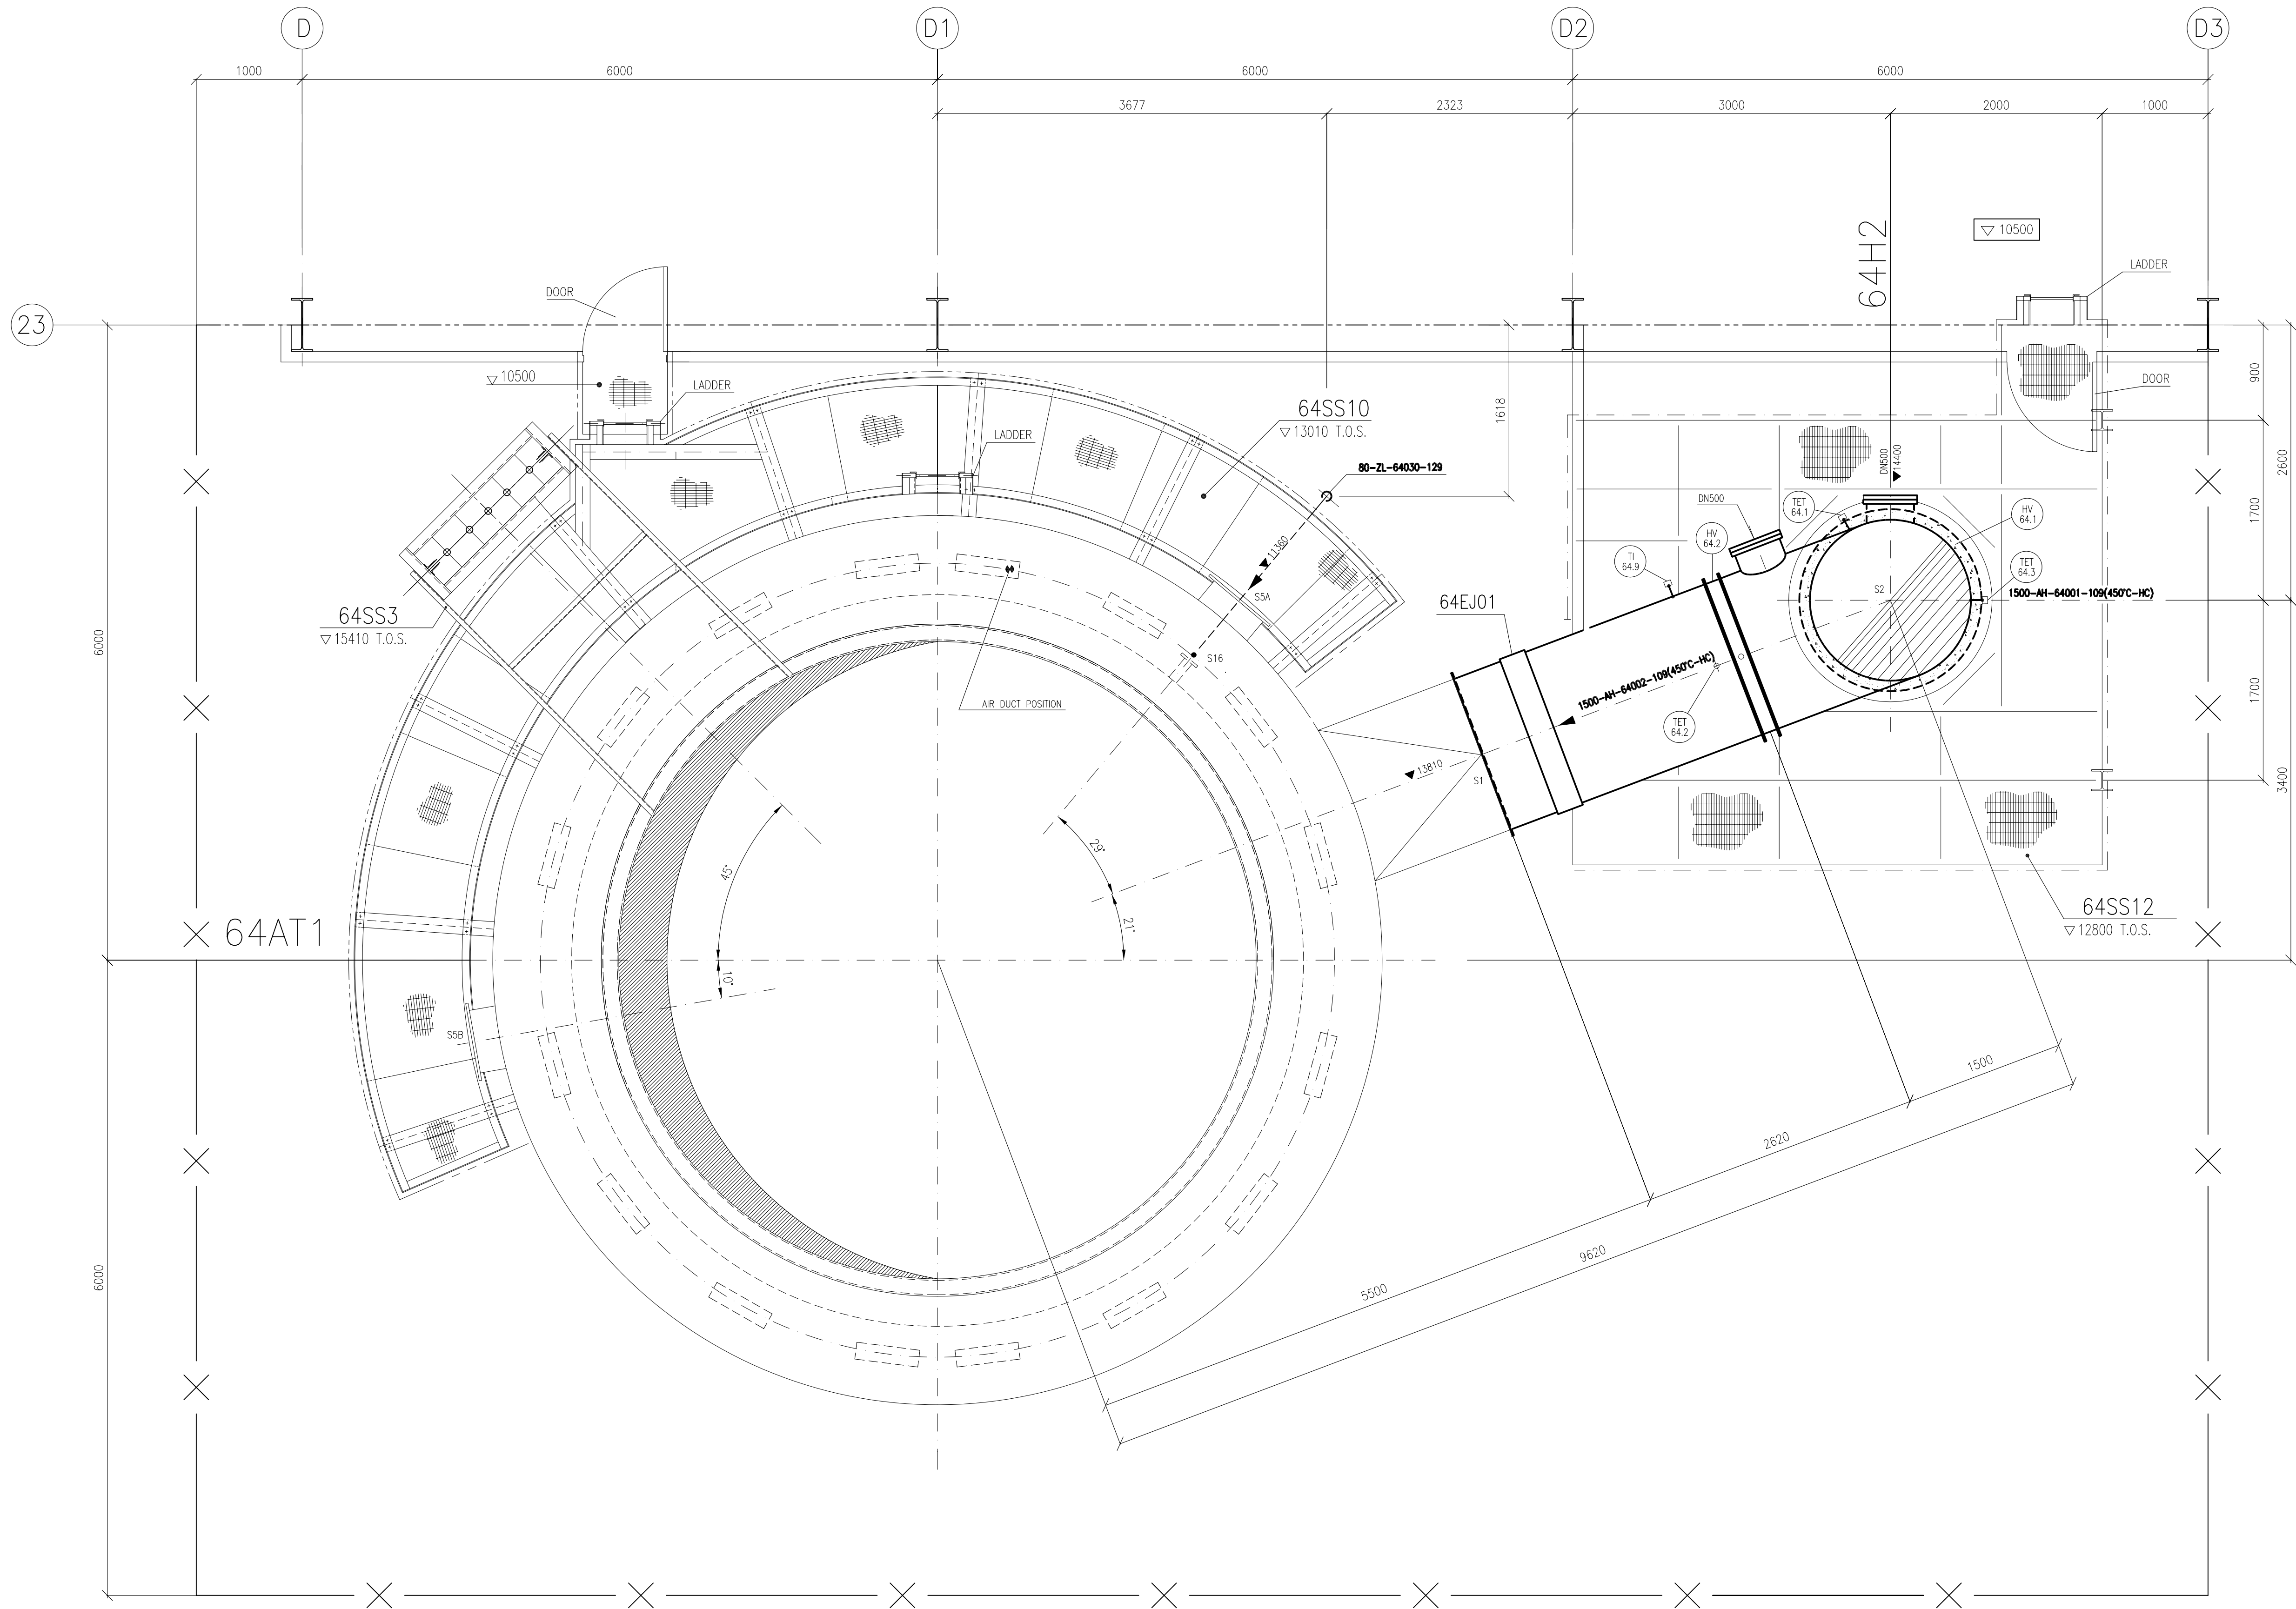 D
D1
D2
D3
1000
6000
6000
6000
3677
2323
3000
2000
1000
64H2
▽ 10500
LADDER
DOOR
23
▽ 10500
LADDER
DOOR
900
1618
64SS10
▽ 13010 T.O.S.
LADDER
80-ZL-64030-129
DN500
14400
2600
1700
DN500
TET
64.1
HV
64.1
HV
64.2
TI
64.9
TET
64.3
11360
S5A
S2
1500-AH-64001-109(450°C-HC)
64EJ01
64SS3
▽ 15410 T.O.S.
6000
S16
1500-AH-64002-109(450°C-HC)
AIR DUCT POSITION
TET
64.2
1700
13810
S1
3400
29°
45°
21°
64AT1
10°
64SS12
▽ 12800 T.O.S.
S5B
1500
2620
9620
5500
6000